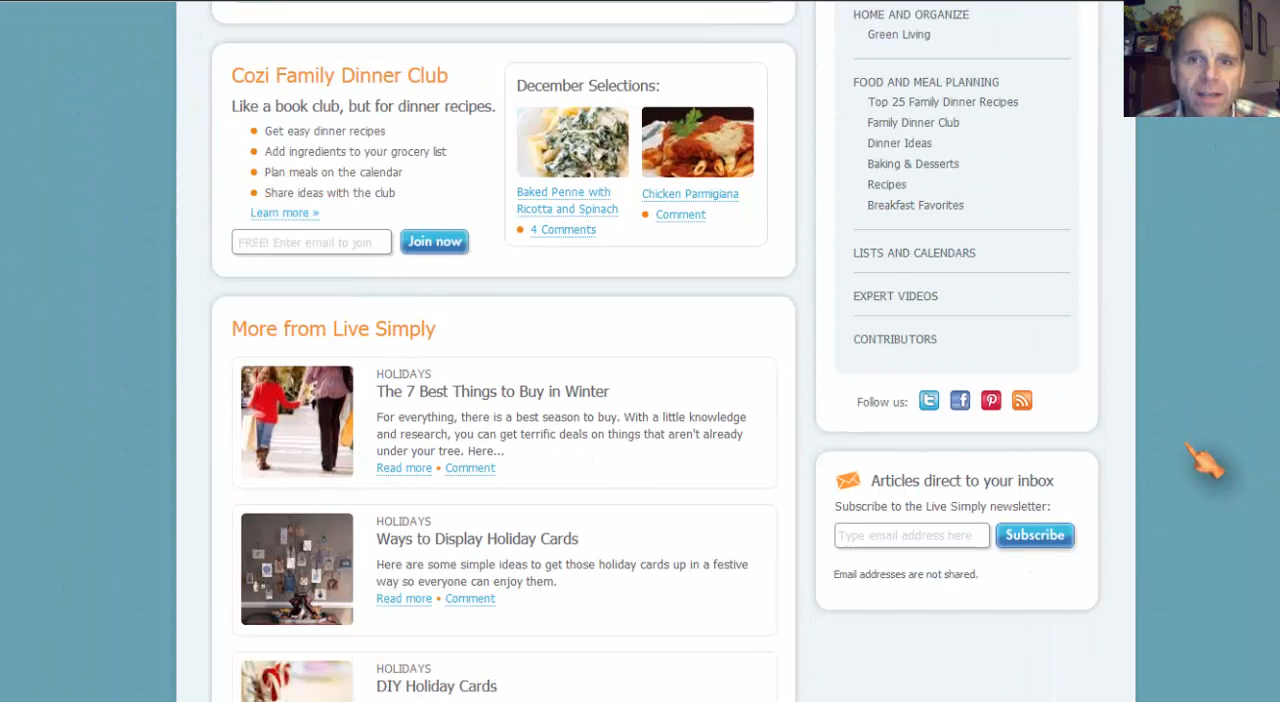 Cozi Family Dinner Club
Like a book club, but for dinner recipes.
Get easy dinner recipes
Add ingredients to your grocery list
Plan meals on the calendar
Share ideas with the club
Learn more »
FREE! Enter email to join
Join now
December Selections:
Baked Penne with
Ricotta and Spinach
4 Comments
Chicken Parmigiana
Comment
More from Live Simply
HOLIDAYS
The 7 Best Things to Buy in Winter
For everything, there is a best season to buy. With a little knowledge
and research, you can get terrific deals on things that aren't already
under your tree. Here...
Read more • Comment
HOLIDAYS
Ways to Display Holiday Cards
Here are some simple ideas to get those holiday cards up in a festive
way so everyone can enjoy them.
Read more • Comment
HOLIDAYS
DIY Holiday Cards
HOME AND ORGANIZE
Green Living
FOOD AND MEAL PLANNING
Top 25 Family Dinner Recipes
Family Dinner Club
Dinner Ideas
Baking & Desserts
Recipes
Breakfast Favorites
LISTS AND CALENDARS
EXPERT VIDEOS
CONTRIBUTORS
Follow us:
Articles direct to your inbox
Subscribe to the Live Simply newsletter:
Type email address here
Subscribe
Email addresses are not shared.